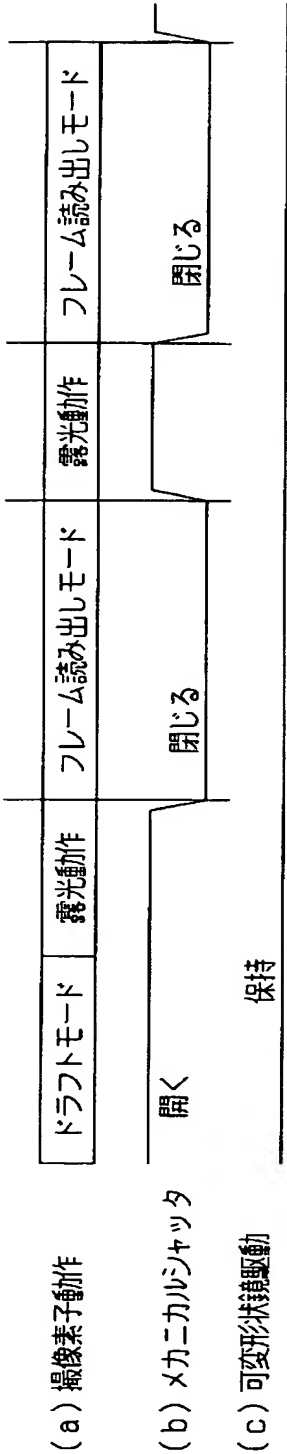 (a) 撮像素子動作
ドラフトモード
露光動作
フレーム読み出しモード
露光動作
フレーム読み出しモード
(b) メカニカルシャッタ
開く
閉じる
閉じる
(c) 可変形状鏡駆動
保持